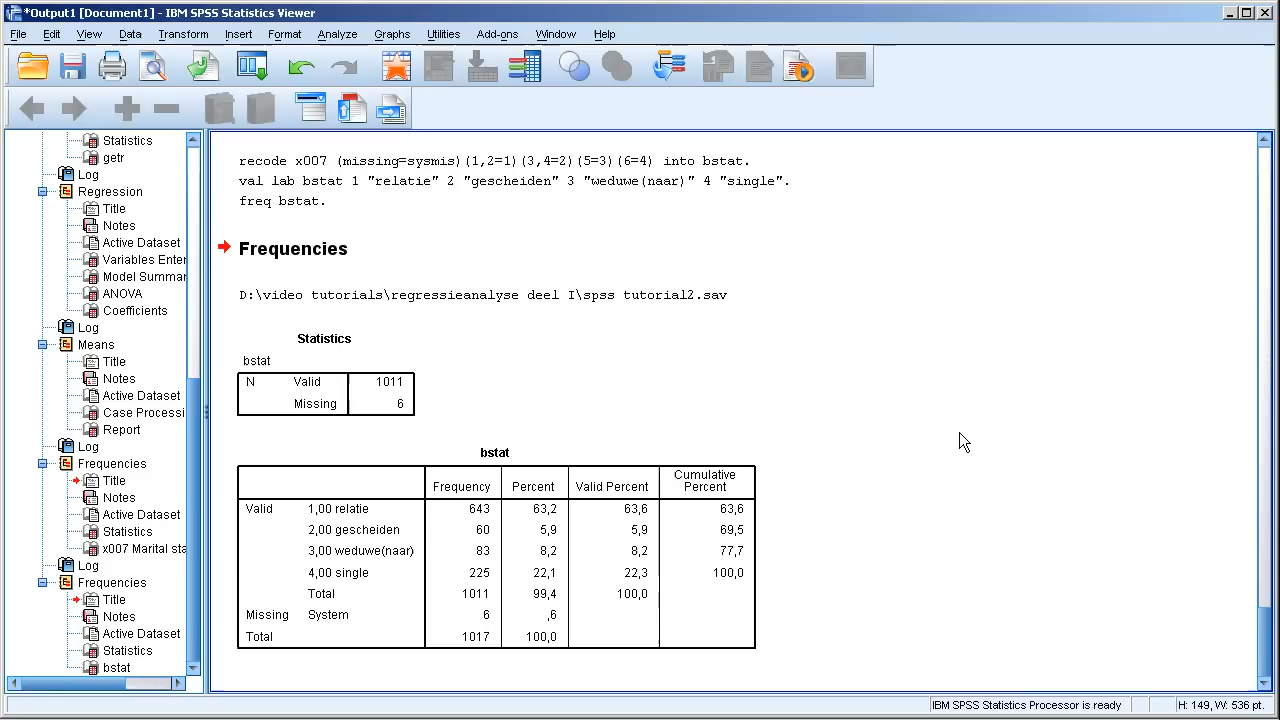 *Output1 [Document1] - IBM SPSS Statistics Viewer
File Edit View Data Transform Insert Format Analyze Graphs Utilities Add-ons Window Help
Statistics
getr
Log
Regression
Title
Notes
Active Dataset
Variables Enter
Model Summar
ANOVA
Coefficients
Log
Means
Title
Notes
Active Dataset
Case Processi
Report
Log
Frequencies
Title
Notes
Active Dataset
Statistics
x007 Marital sta
Log
Frequencies
Title
Notes
Active Dataset
Statistics
bstat
recode x007 (missing=sysmis)(1,2=1)(3,4=2)(5=3)(6=4) into bstat.
val lab bstat 1 "relatie" 2 "gescheiden" 3 "weduwe(naar)" 4 "single".
freq bstat.
Frequencies
D:\video tutorials\regressieanalyse deel I\spss tutorial2.sav
Statistics
bstat
N Valid 1011
Missing 6
bstat
Frequency Percent Valid Percent Cumulative Percent
Valid 1,00 relatie 643 63,2 63,6 63,6
2,00 gescheiden 60 5,9 5,9 69,5
3,00 weduwe(naar) 83 8,2 8,2 77,7
4,00 single 225 22,1 22,3 100,0
Total 1011 99,4 100,0
Missing System 6 ,6
Total 1017 100,0
IBM SPSS Statistics Processor is ready H: 149, W: 536 pt.